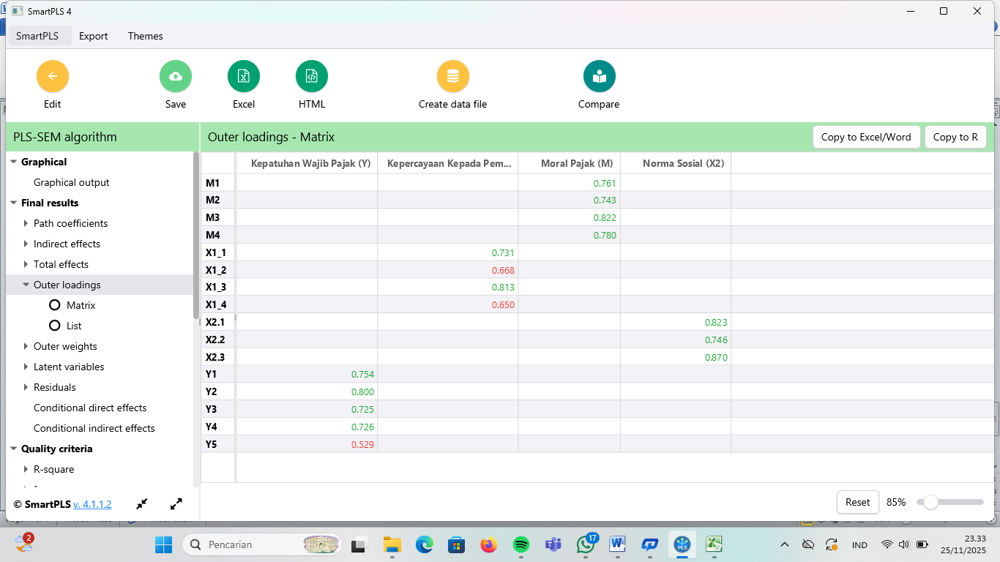 SmartPLS 4
SmartPLS Export Themes
Edit Save Excel HTML Create data file Compare
PLS-SEM algorithm
Graphical
Graphical output
Final results
Path coefficients
Indirect effects
Total effects
Outer loadings
Matrix
List
Outer weights
Latent variables
Residuals
Conditional direct effects
Conditional indirect effects
Quality criteria
R-square
© SmartPLS v. 4.1.1.2
Outer loadings - Matrix Copy to Excel/Word Copy to R
Kepatuhan Wajib Pajak (Y) Kepercayaan Kepada Pem... Moral Pajak (M) Norma Sosial (X2)
M1 0.761
M2 0.743
M3 0.822
M4 0.780
X1_1 0.731
X1_2 0.668
X1_3 0.813
X1_4 0.650
X2.1 0.823
X2.2 0.746
X2.3 0.870
Y1 0.754
Y2 0.800
Y3 0.725
Y4 0.726
Y5 0.529
Reset 85%
2 Pencarian 17 PLS IND 23.33
25/11/2025